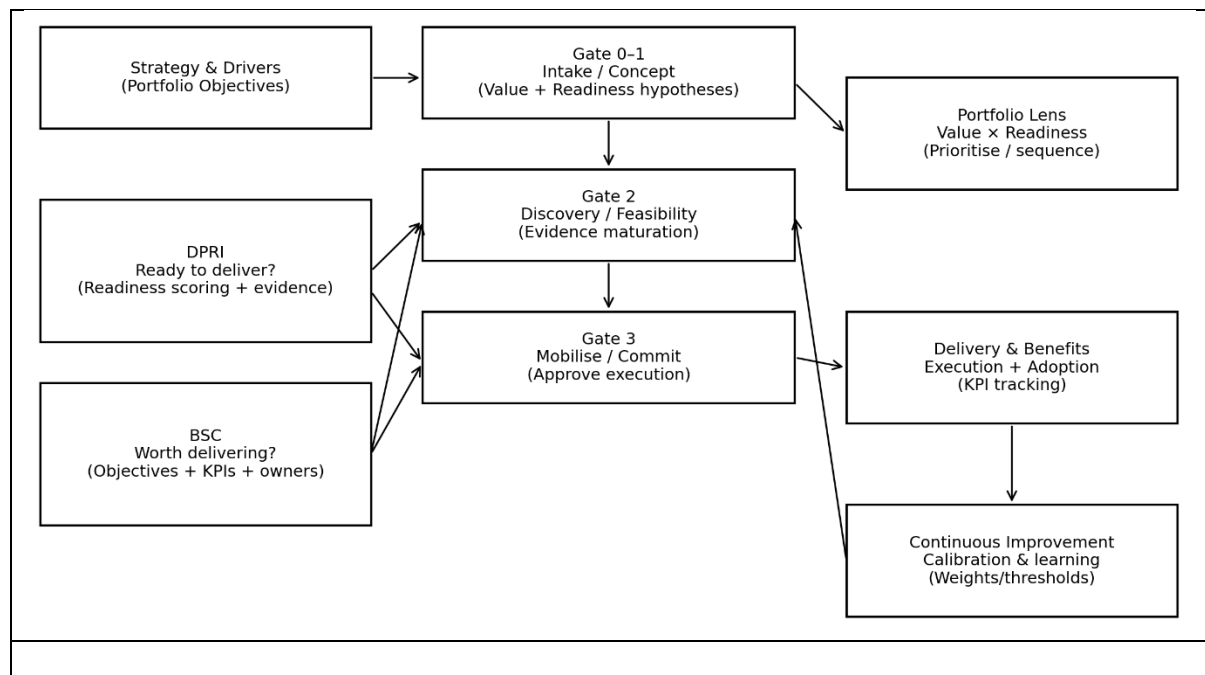 Strategy & Drivers
(Portfolio Objectives)
Gate 0–1
Intake / Concept
(Value + Readiness hypotheses)
Portfolio Lens
Value × Readiness
(Prioritise / sequence)
Gate 2
Discovery / Feasibility
(Evidence maturation)
DPRI
Ready to deliver?
(Readiness scoring + evidence)
Gate 3
Mobilise / Commit
(Approve execution)
Delivery & Benefits
Execution + Adoption
(KPI tracking)
BSC
Worth delivering?
(Objectives + KPIs + owners)
Continuous Improvement
Calibration & learning
(Weights/thresholds)